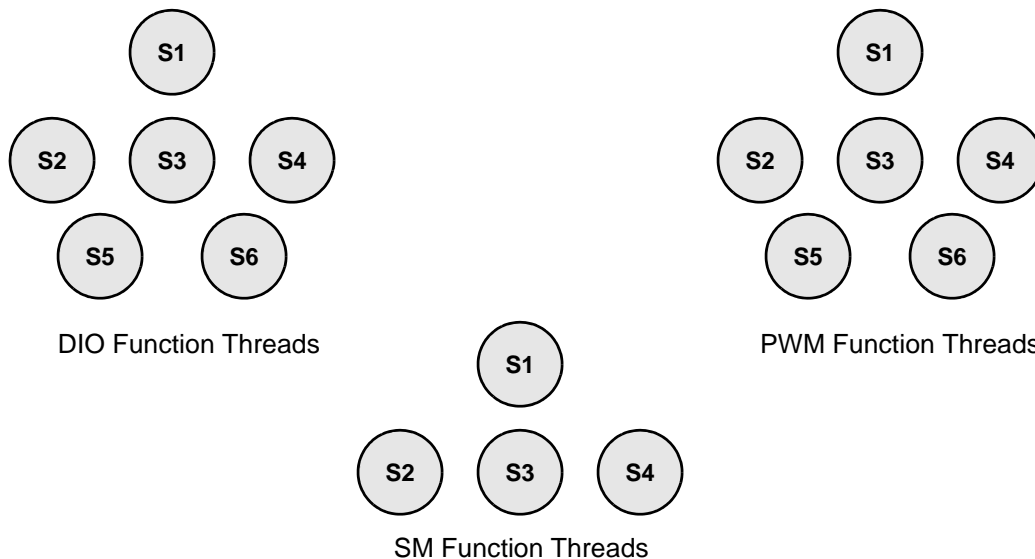 S1
S2 S3 S4
S5 S6
DIO Function Threads
S1
S2 S3 S4
S5 S6
PWM Function Threads
S1
S2 S3 S4
SM Function Threads